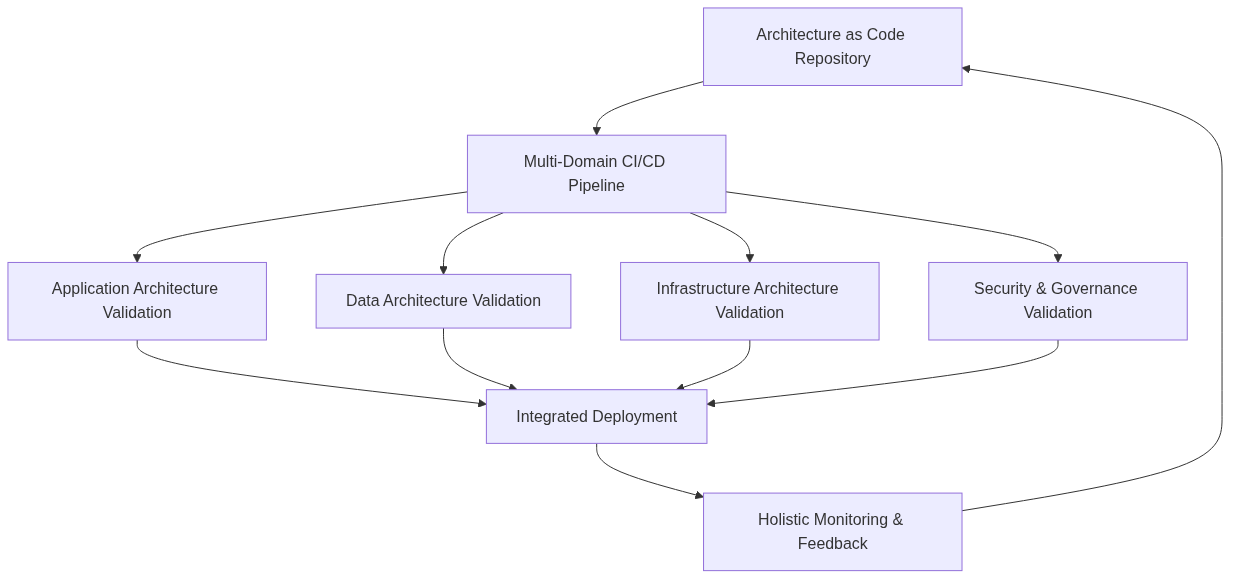 Architecture as Code
Repository
Multi-Domain CI/CD
Pipeline
Application Architecture
Validation
Data Architecture Validation
Infrastructure Architecture
Validation
Security & Governance
Validation
Integrated Deployment
Holistic Monitoring &
Feedback